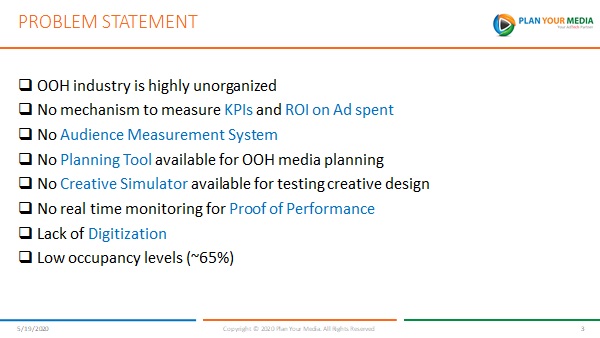 PROBLEM STATEMENT
PLAN YOUR MEDIA
Your AdTech Partner
OOH industry is highly unorganized
No mechanism to measure KPIs and ROI on Ad spent
No Audience Measurement System
No Planning Tool available for OOH media planning
No Creative Simulator available for testing creative design
No real time monitoring for Proof of Performance
Lack of Digitization
Low occupancy levels (~65%)
5/19/2020
Copyright © 2020 Plan Your Media. All Rights Reserved
3